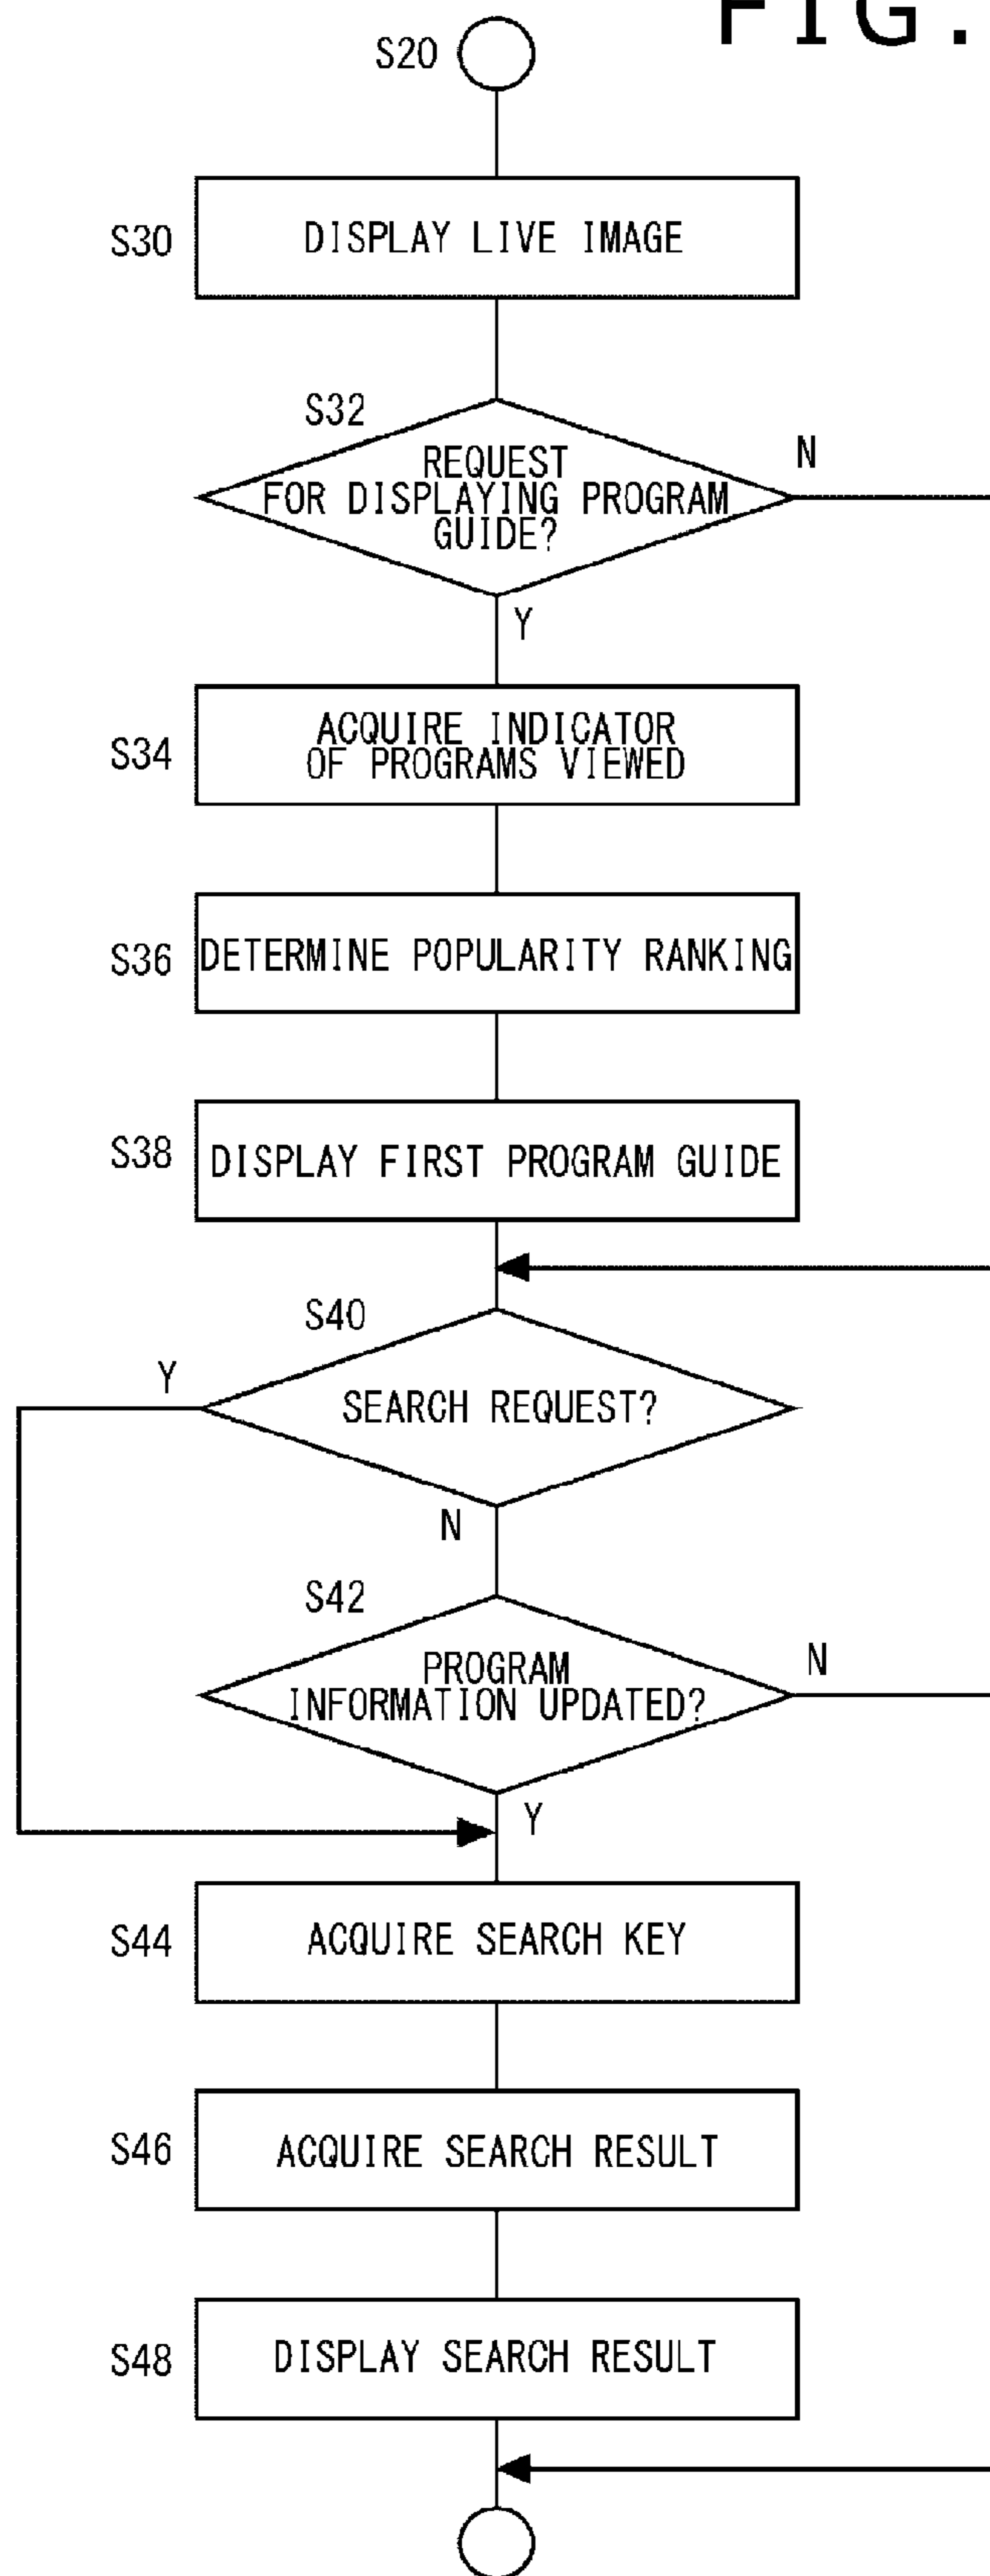 FIG.
S20
S30
DISPLAY LIVE IMAGE
S32
REQUEST
FOR DISPLAYING PROGRAM
GUIDE?
N
Y
S34
ACQUIRE INDICATOR
OF PROGRAMS VIEWED
S36
DETERMINE POPULARITY RANKING
S38
DISPLAY FIRST PROGRAM GUIDE
S40
Y
SEARCH REQUEST?
N
S42
PROGRAM
INFORMATION UPDATED?
N
Y
S44
ACQUIRE SEARCH KEY
S46
ACQUIRE SEARCH RESULT
S48
DISPLAY SEARCH RESULT